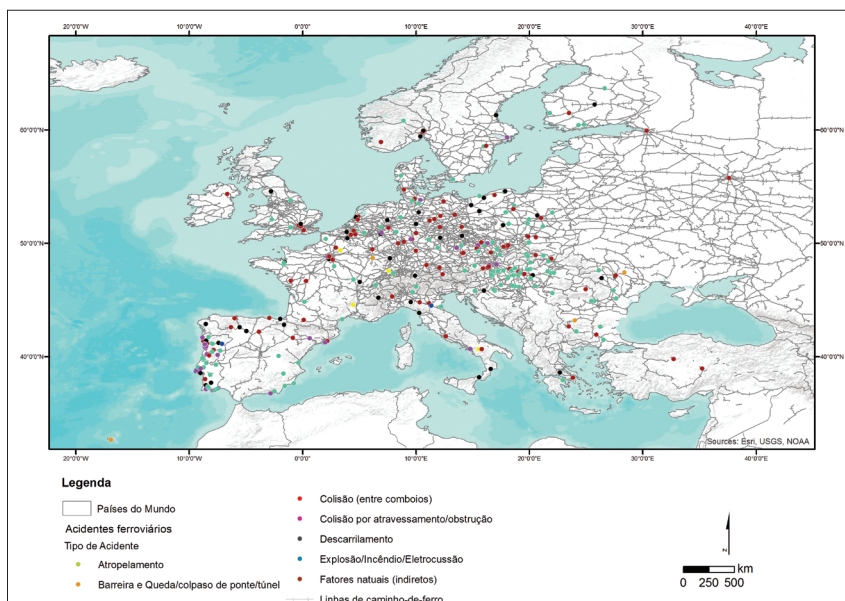 20°0'0"W 10°0'0"W 0°0'0"E 10°0'0"E 20°0'0"E 30°0'0"E 40°0'0"E
60°0'0"N 60°0'0"N
50°0'0"N 50°0'0"N
40°0'0"N 40°0'0"N
Sources: Esri, USGS, NOAA
20°0'0"W 10°0'0"W 0°0'0"E 10°0'0"E 20°0'0"E 30°0'0"E 40°0'0"E
Legenda
Países do Mundo
Acidentes ferroviários
Tipo de Acidente
Atropelamento
Barreira e Queda/colpaso de ponte/túnel
Colisão (entre comboios)
Colisão por atravessamento/obstrução
Descarrilamento
Explosão/Incêndio/Eletrocussão
Fatores natuais (indiretos)
Linhas de caminho-de-ferro
N
km
0 250 500